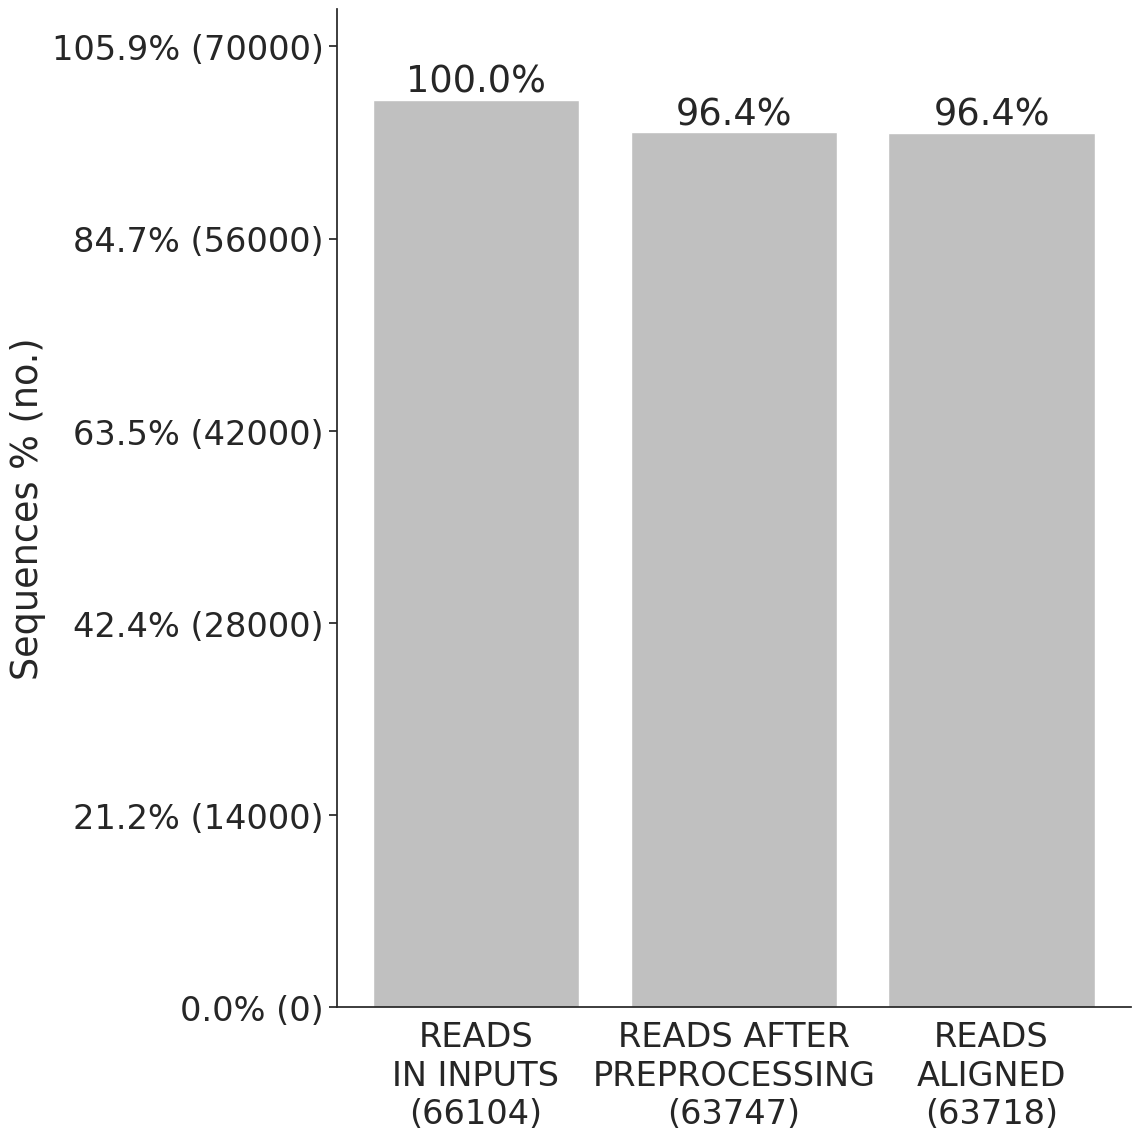 105.9% (70000)
84.7% (56000)
63.5% (42000)
42.4% (28000)
21.2% (14000)
0.0% (0)
Sequences % (no.)
100.0%
96.4%
96.4%
READS
IN INPUTS
(66104)
READS AFTER
PREPROCESSING
(63747)
READS
ALIGNED
(63718)